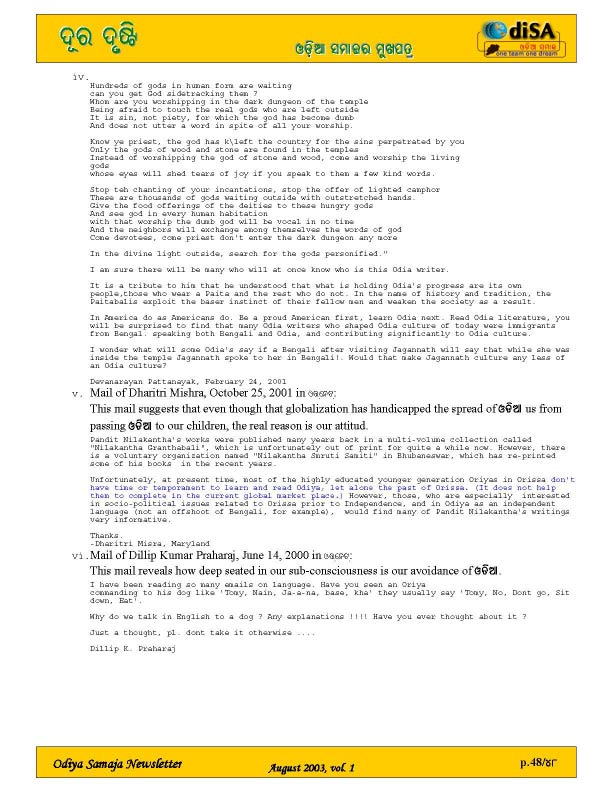 ଦୂର ଦୃଷ୍ଟି
ଓଡ଼ିଆ ସମାଜର ମୁଖପତ୍ର
diSA
ଓଡ଼ିଆ ସମାଜ
one team one dream
iv.
Hundreds of gods in human form are waiting
can you get God sidetracking them ?
Whom are you worshipping in the dark dungeon of the temple
Being afraid to touch the real gods who are left outside
It is sin, not piety, for which the god has become dumb
And does not utter a word in spite of all your worship.
Know ye priest, the god has k\left the country for the sins perpetrated by you
Only the gods of wood and stone are found in the temples
Instead of worshipping the god of stone and wood, come and worship the living
gods
whose eyes will shed tears of joy if you speak to them a few kind words.
Stop teh chanting of your incantations, stop the offer of lighted camphor
These are thousands of gods waiting outside with outstretched hands.
Give the food offerings of the deities to these hungry gods
And see god in every human habitation
with that worship the dumb god will be vocal in no time
And the neighbors will exchange among themselves the words of god
Come devotees, come priest don't enter the dark dungeon any more
In the divine light outside, search for the gods personified."
I am sure there will be many who will at once know who is this Odia writer.
It is a tribute to him that he understood that what is holding Odia's progress are its own
people,those who wear a Paita and the rest who do not. In the name of history and tradition, the
Paitabalis exploit the baser instinct of their fellow men and weaken the society as a result.
In America do as Americans do. Be a proud American first, learn Odia next. Read Odia literature, you
will be surprised to find that many Odia writers who shaped Odia culture of today were immigrants
from Bengal. speaking both Bengali and Odia, and contributing significantly to Odia culture.
I wonder what will some Odia's say if a Bengali after visiting Jagannath will say that while she was
inside the temple Jagannath spoke to her in Bengali!. Would that make Jagannath culture any less of
an Odia culture?
Devanarayan Pattanayak, February 24, 2001
v. Mail of Dharitri Mishra, October 25, 2001 in ଓରନେଟ:
This mail suggests that even though that globalization has handicapped the spread of ଓଡ଼ିଆ us from
passing ଓଡ଼ିଆ to our children, the real reason is our attitud.
Pandit Nilakantha's works were published many years back in a multi-volume collection called
"Nilakantha Granthabali", which is unfortunately out of print for quite a while now. However, there
is a voluntary organization named "Nilakantha Smruti Samiti" in Bhubaneswar, which has re-printed
some of his books in the recent years.
Unfortunately, at present time, most of the highly educated younger generation Oriyas in Orissa don't
have time or temporament to learn and read Odiya, let alone the past of Orissa. (It does not help
them to complete in the current global market place.) However, those, who are especially interested
in socio-political issues related to Orissa prior to Independence, and in Odiya as an independent
language (not an offshoot of Bengali, for example), would find many of Pandit Nilakantha's writings
very informative.
Thanks.
-Dharitri Misra, Maryland
vi. Mail of Dillip Kumar Praharaj, June 14, 2000 in ଓରନେଟ:
This mail reveals how deep seated in our sub-consciousness is our avoidance of ଓଡ଼ିଆ.
I have been reading so many emails on language. Have you seen an Oriya
commanding to his dog like 'Tomy, Nain, Ja-a-na, base, kha' they usually say 'Tomy, No, Dont go, Sit
down, Eat'.
Why do we talk in English to a dog ? Any explanations !!!! Have you ever thought about it ?
Just a thought, pl. dont take it otherwise ....
Dillip K. Praharaj
Odiya Samaja Newsletter
August 2003, vol. 1
p.48/୪୮